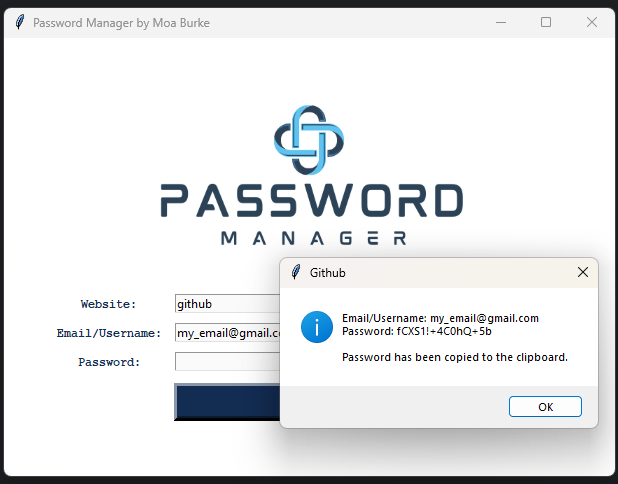 Password Manager by Moa Burke
PASSWORD
MANAGER
Website:
github
Email/Username:
my_email@gmail.c
Password:
Github
Email/Username: my_email@gmail.com
Password: fCXS1!+4C0hQ+5b
Password has been copied to the clipboard.
OK